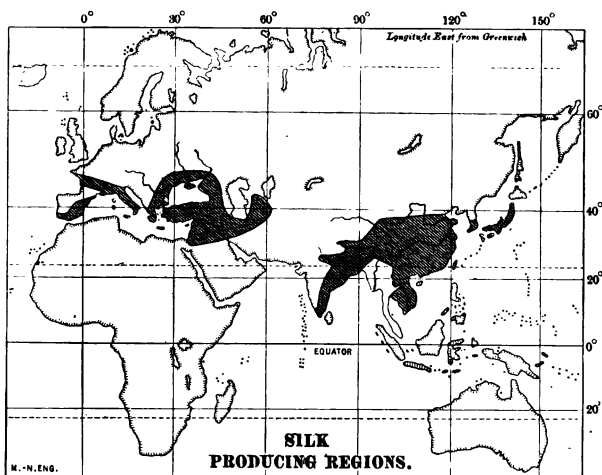 0° 30° 60° 90° 120° 150°
Longitude East from Greenwich
60°
40°
20°
EQUATOR 0°
20°
SILK
PRODUCING REGIONS.
M.-N. ENG.